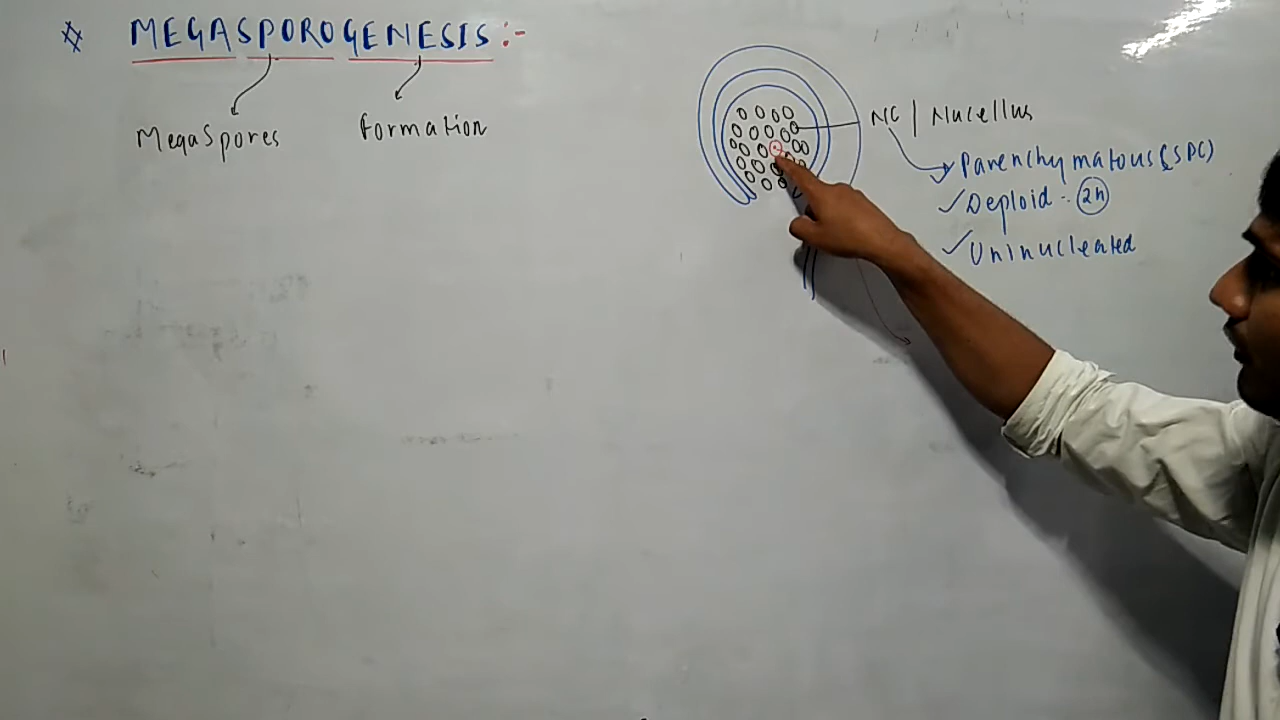 MEGASPOROGENESIS :-
Megaspores
Formation
NC | Nucellus
Parenchymatous (SPC)
✓ Deploid :- 2n
✓ Uninucleated